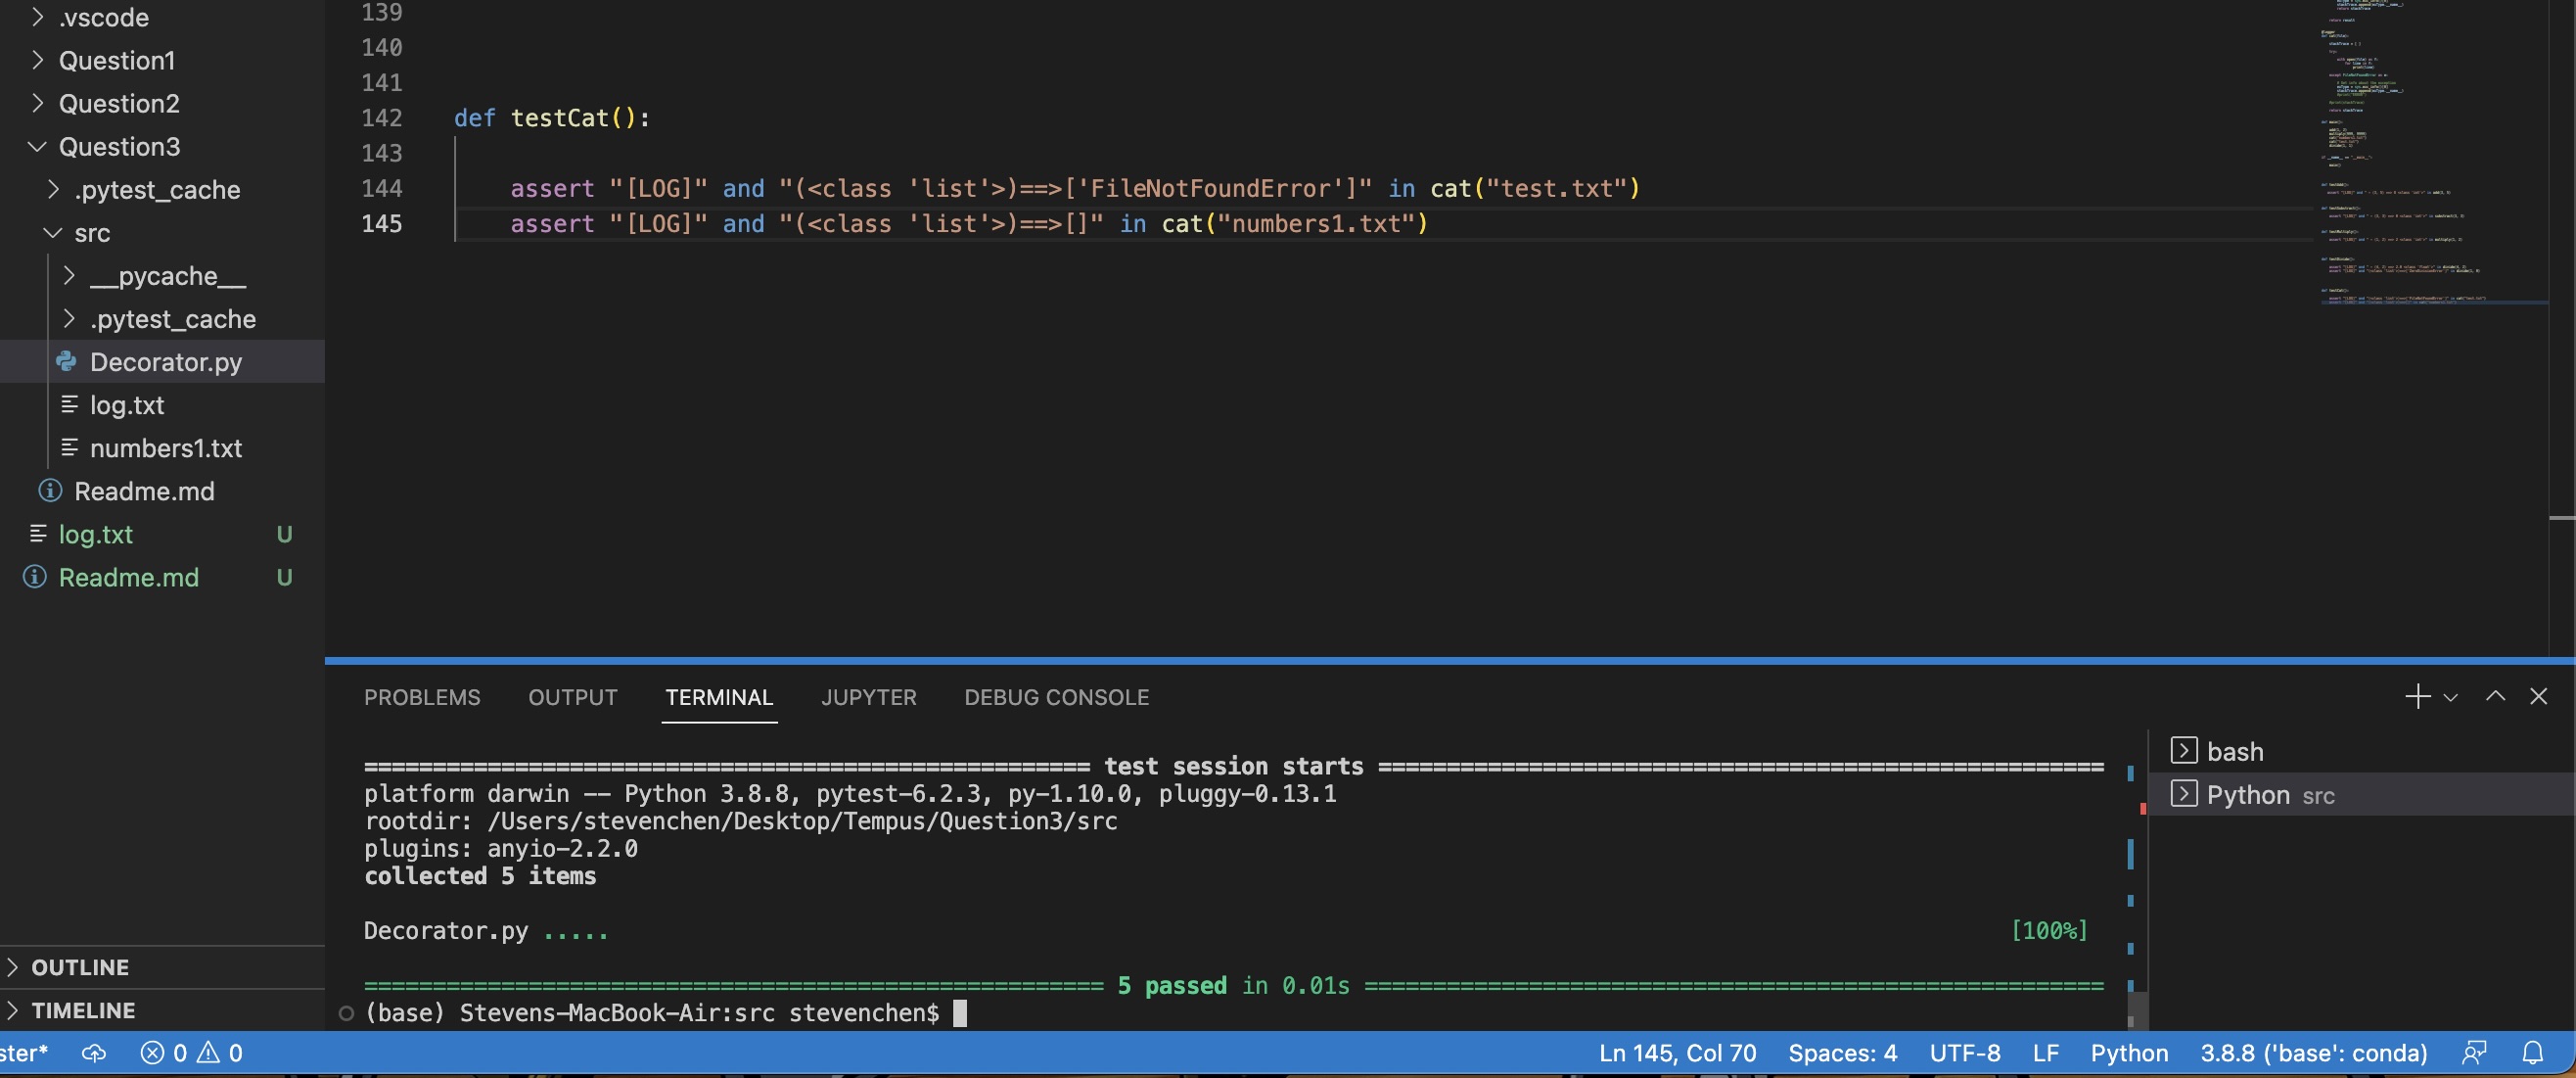 .vscode
Question1
Question2
Question3
.pytest_cache
src
__pycache__
.pytest_cache
Decorator.py
log.txt
numbers1.txt
Readme.md
log.txt U
Readme.md U
OUTLINE
TIMELINE
139
140
141
142 def testCat():
143
144 assert "[LOG]" and "(<class 'list'>)==>['FileNotFoundError']" in cat("test.txt")
145 assert "[LOG]" and "(<class 'list'>)==>[]" in cat("numbers1.txt")
PROBLEMS OUTPUT TERMINAL JUPYTER DEBUG CONSOLE
===================================================== test session starts =====================================================
platform darwin -- Python 3.8.8, pytest-6.2.3, py-1.10.0, pluggy-0.13.1
rootdir: /Users/stevenchen/Desktop/Tempus/Question3/src
plugins: anyio-2.2.0
collected 5 items
Decorator.py ..... [100%]
====================================================== 5 passed in 0.01s ======================================================
(base) Stevens-MacBook-Air:src stevenchen$
bash
Python src
ster* 0 0 Ln 145, Col 70 Spaces: 4 UTF-8 LF Python 3.8.8 ('base': conda)